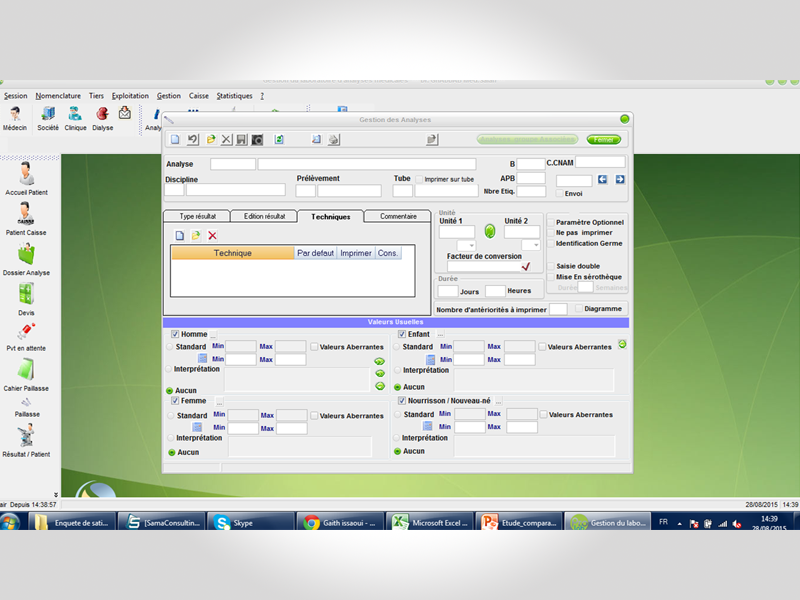 Session Nomenclature Tiers Exploitation Gestion Caisse Statistiques ?
Médecin Société Clinique Dialyse Analy
Gestion des Analyses
Fermer
Analyse B C.CNAM
Discipline Prélèvement Tube Imprimer sur tube APB
Nbre Etiq. Envoi
Accueil Patient
Patient Caisse
Dossier Analyse
Devis
Pvt en attente
Cahier Paillasse
Paillasse
Résultat / Patient
Type résultat Edition résultat Techniques Commentaire
Technique Par defaut Imprimer Cons.
Unité
Unité 1 Unité 2
Facteur de conversion
Durée
Jours Heures
Paramètre Optionnel
Ne pas imprimer
Identification Germe
Saisie double
Mise En sérothèque
Durée Semaines
Nombre d'antériorités à imprimer Diagramme
Valeurs Usuelles
Homme ...
Standard Min Max Valeurs Aberrantes
Min Max
Interprétation
Aucun
Enfant ...
Standard Min Max Valeurs Aberrantes
Min Max
Interprétation
Aucun
Femme ...
Standard Min Max Valeurs Aberrantes
Min Max
Interprétation
Aucun
Nourrisson / Nouveau-né ...
Standard Min Max Valeurs Aberrantes
Min Max
Interprétation
Aucun
air Depuis 14:38:57 28/08/2015 14:39
Enquete de sati... [SamaConsultin... Skype Gaith issaoui - ... Microsoft Excel ... Etude_compara... Gestion du labo... FR 14:39
28/08/2015